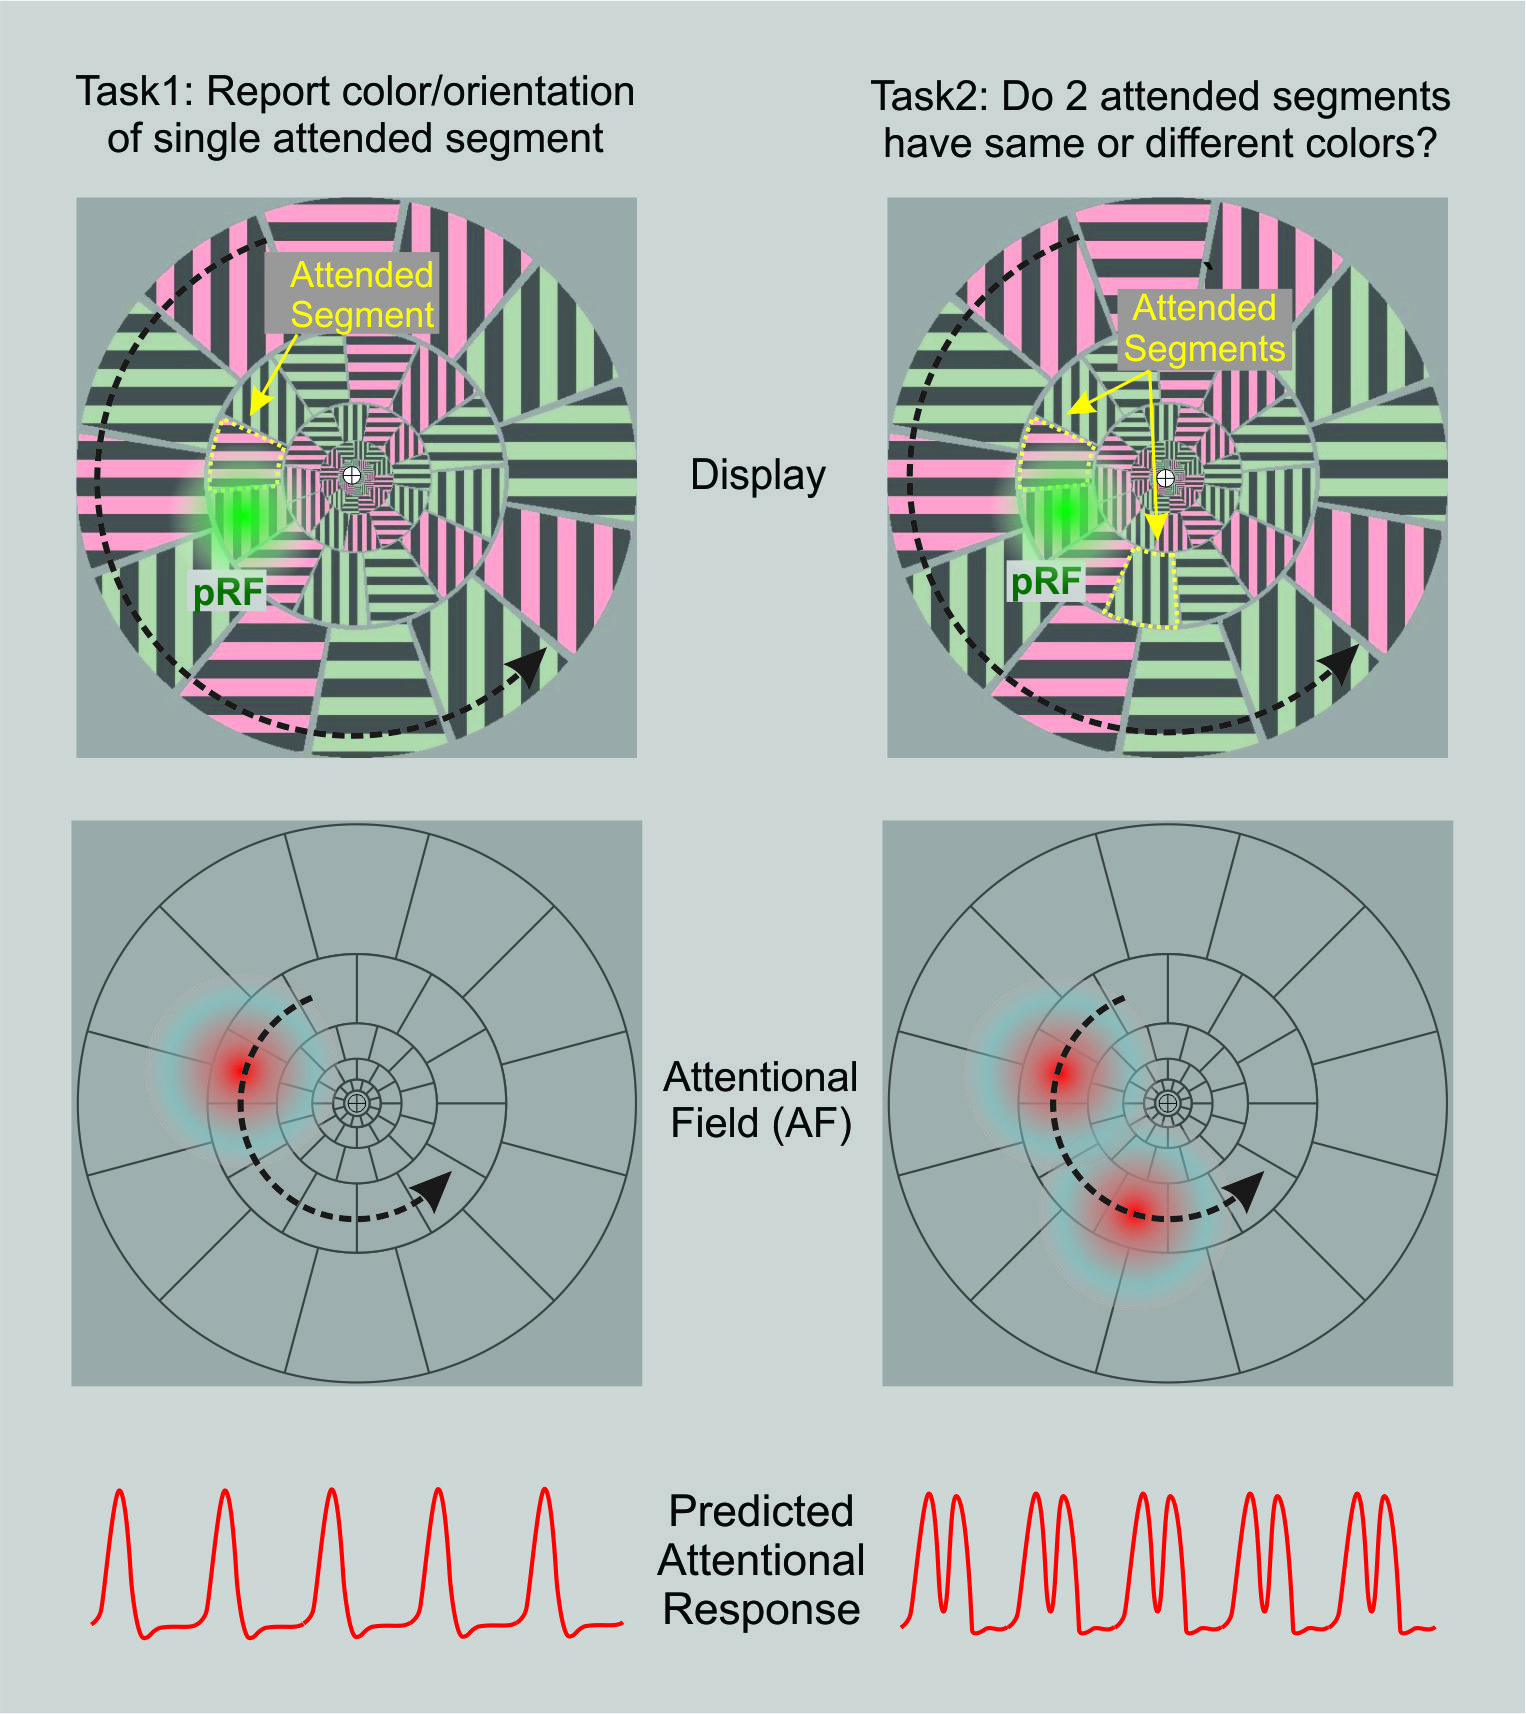 Task1: Report color/orientation
of single attended segment
Task2: Do 2 attended segments
have same or different colors?
Attended
Segment
pRF
Display
Attended
Segments
pRF
Attentional
Field (AF)
Predicted
Attentional
Response